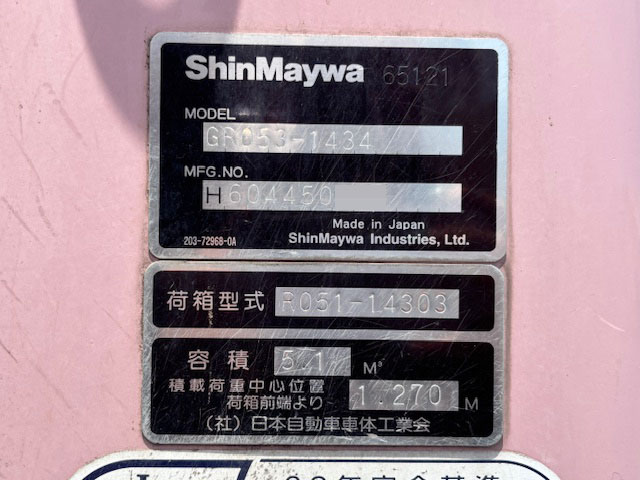 ShinMaywa 65121
MODEL
GR053-1434
MFG.NO.
H604450
Made in Japan
203-72968-0A ShinMaywa Industries, Ltd.
荷箱型式 R051-14303
容積 5.1 M³
積載荷重中心位置
荷箱前端より 1.270 M
(社)日本自動車車体工業会